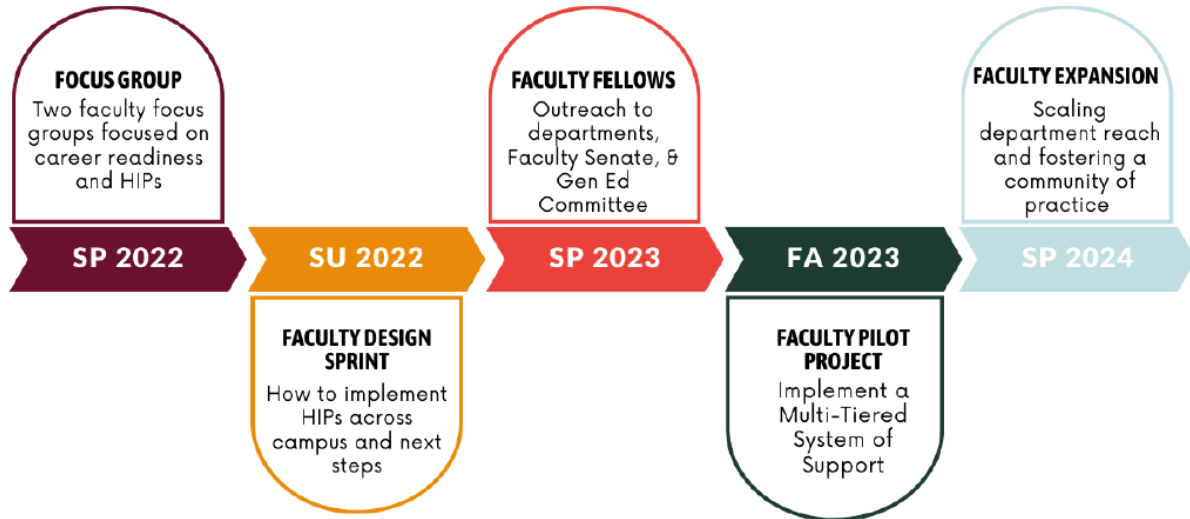 FOCUS GROUP
Two faculty focus
groups focused on
career readiness
and HIPs
SP 2022
SU 2022
FACULTY DESIGN
SPRINT
How to implement
HIPs across
campus and next
steps
FACULTY FELLOWS
Outreach to
departments,
Faculty Senate, &
Gen Ed
Committee
SP 2023
FA 2023
FACULTY PILOT
PROJECT
Implement a
Multi-Tiered
System of
Support
FACULTY EXPANSION
Scaling
department reach
and fostering a
community of
practice
SP 2024